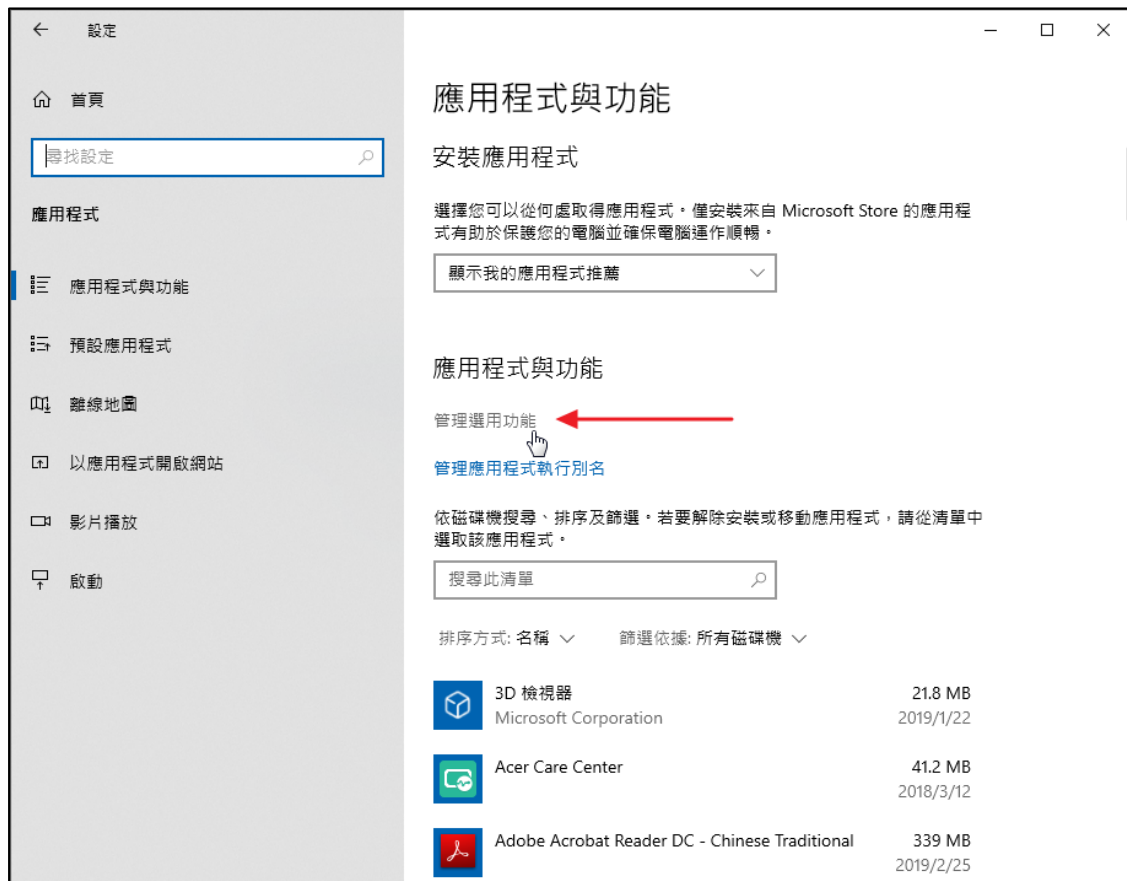 設定
首頁
尋找設定
應用程式
應用程式與功能
預設應用程式
離線地圖
以應用程式開啟網站
影片播放
啟動
應用程式與功能
安裝應用程式
選擇您可以從何處取得應用程式。僅安裝來自 Microsoft Store 的應用程
式有助於保護您的電腦並確保電腦運作順暢。
顯示我的應用程式推薦
應用程式與功能
管理選用功能
管理應用程式執行別名
依磁碟機搜尋、排序及篩選。若要解除安裝或移動應用程式，請從清單中
選取該應用程式。
搜尋此清單
排序方式: 名稱 篩選依據: 所有磁碟機
3D 檢視器 21.8 MB
Microsoft Corporation 2019/1/22
Acer Care Center 41.2 MB
2018/3/12
Adobe Acrobat Reader DC - Chinese Traditional 339 MB
2019/2/25